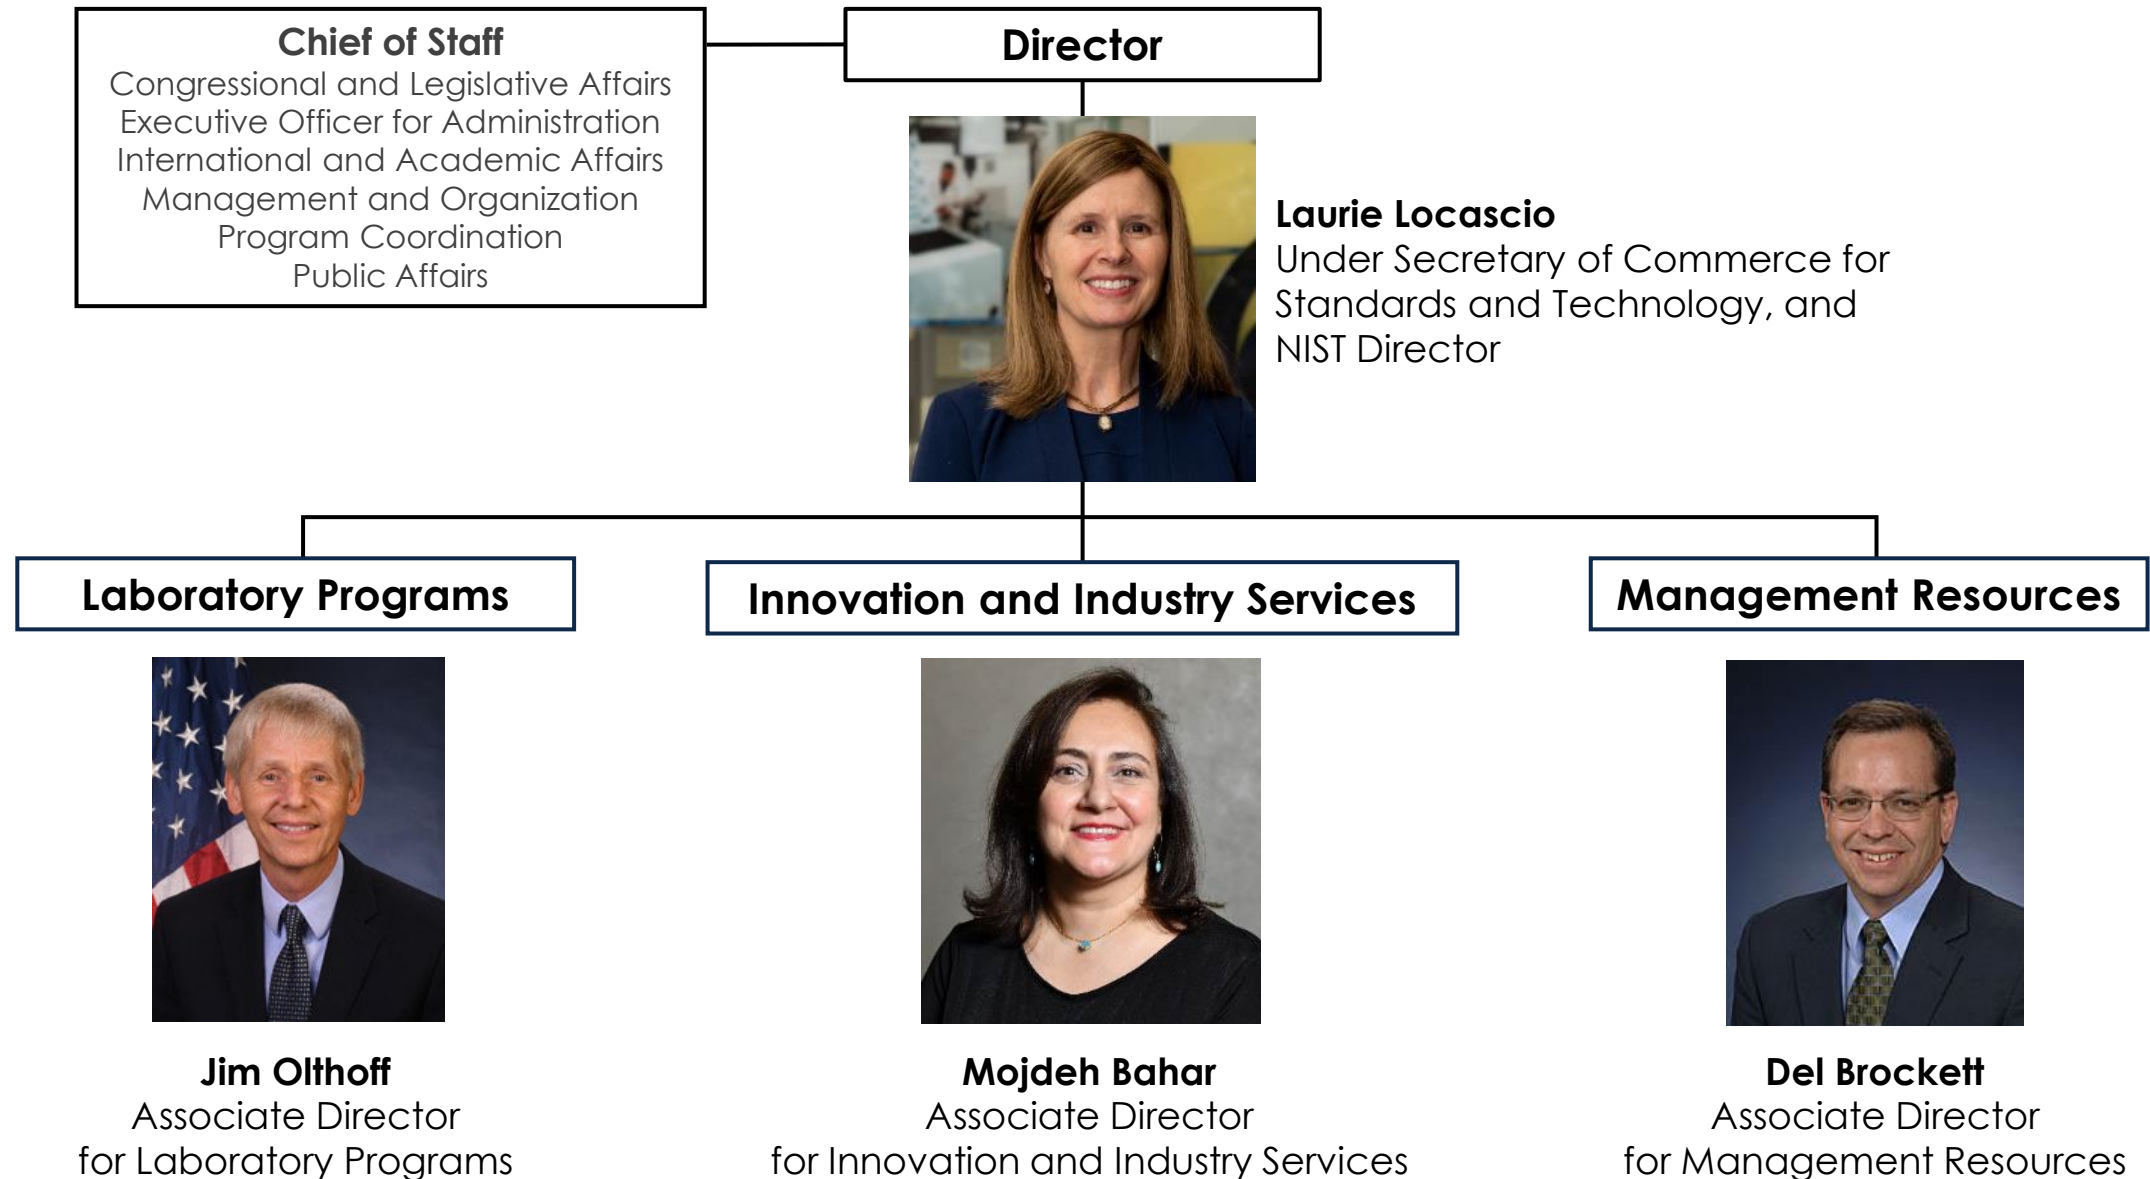 Chief of Staff
Congressional and Legislative Affairs
Executive Officer for Administration
International and Academic Affairs
Management and Organization
Program Coordination
Public Affairs
Director
Laurie Locascio
Under Secretary of Commerce for
Standards and Technology, and
NIST Director
Laboratory Programs
Innovation and Industry Services
Management Resources
Jim Olthoff
Associate Director
for Laboratory Programs
Mojdeh Bahar
Associate Director
for Innovation and Industry Services
Del Brockett
Associate Director
for Management Resources